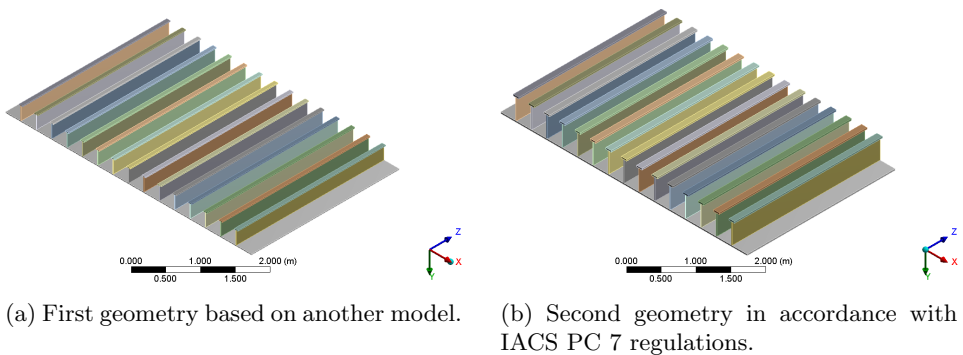 Z
X
Y
0.000 1.000 2.000 (m)
0.500 1.500
Z
X
Y
0.000 1.000 2.000 (m)
0.500 1.500
(a) First geometry based on another model.
(b) Second geometry in accordance with
IACS PC 7 regulations.